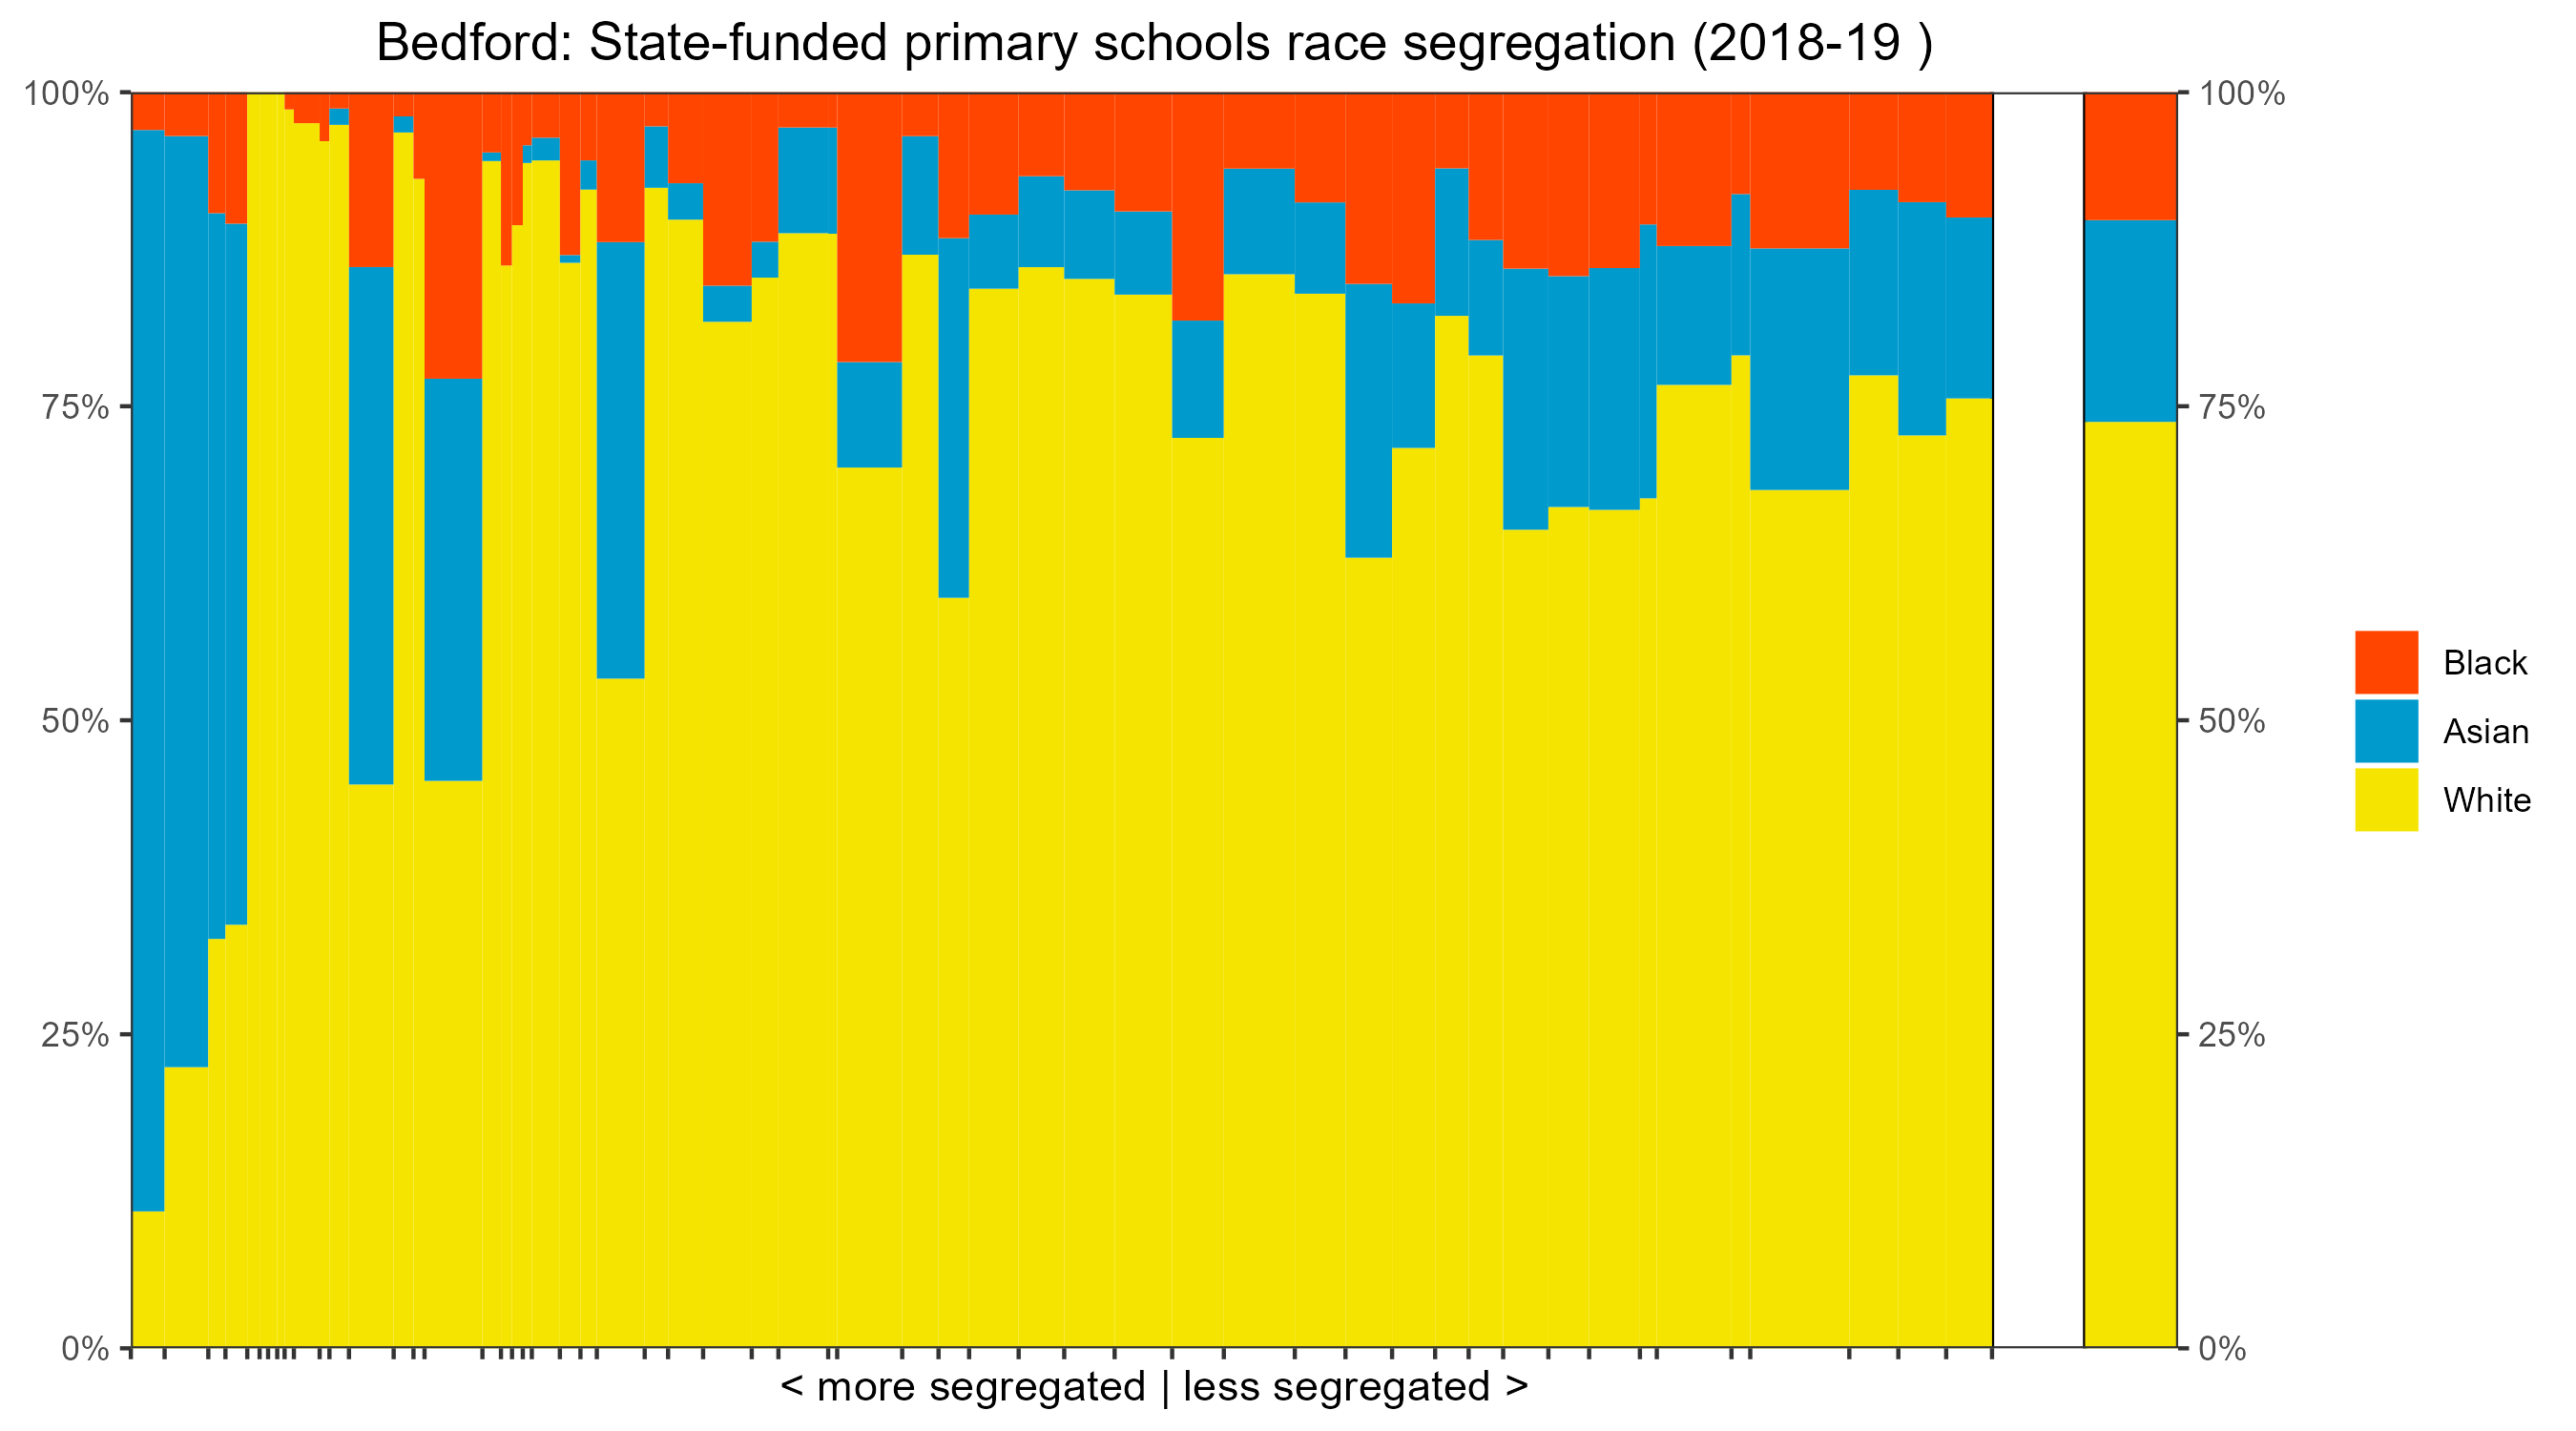 Bedford: State-funded primary schools race segregation (2018-19 )
100%
75%
50%
25%
0%
100%
75%
50%
25%
0%
Black
Asian
White
< more segregated | less segregated >